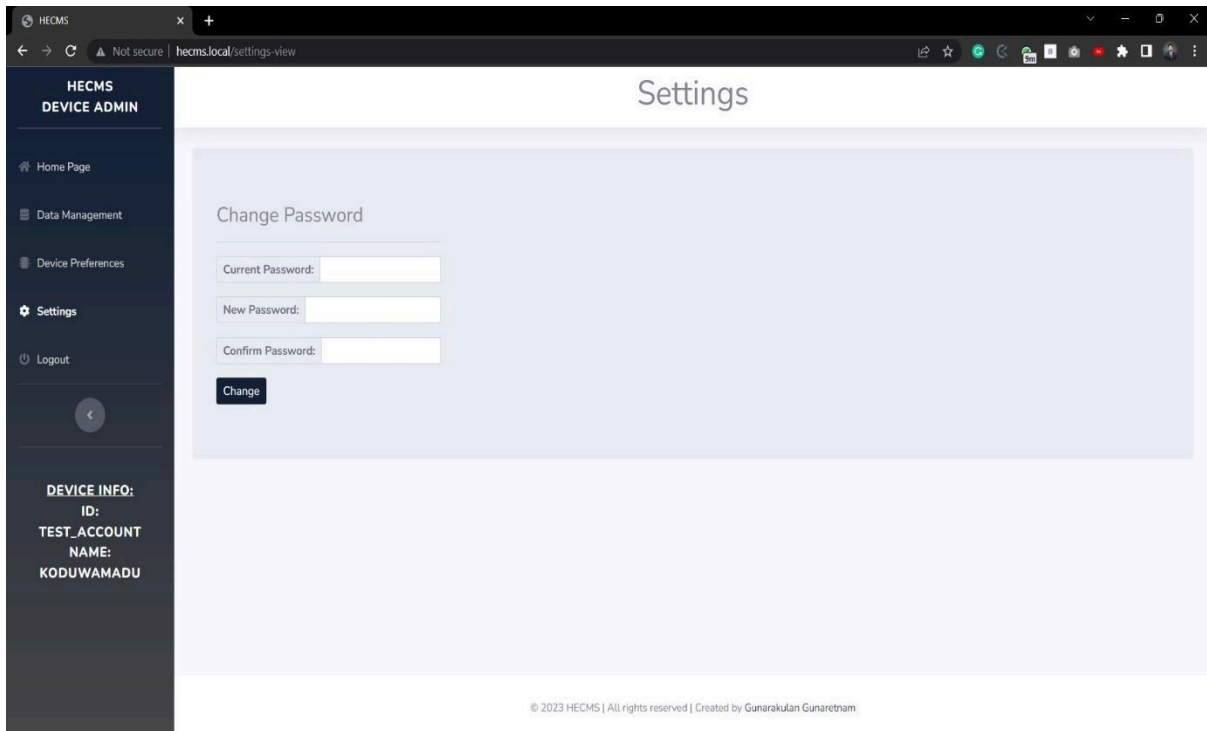 HECMS
Not secure | hecms.local/settings-view
9m
HECMS
DEVICE ADMIN
Home Page
Data Management
Device Preferences
Settings
Logout
DEVICE INFO:
ID:
TEST_ACCOUNT
NAME:
KODUWAMADU
Settings
Change Password
Current Password:
New Password:
Confirm Password:
Change
© 2023 HECMS | All rights reserved | Created by Gunarakulan Gunaretnam